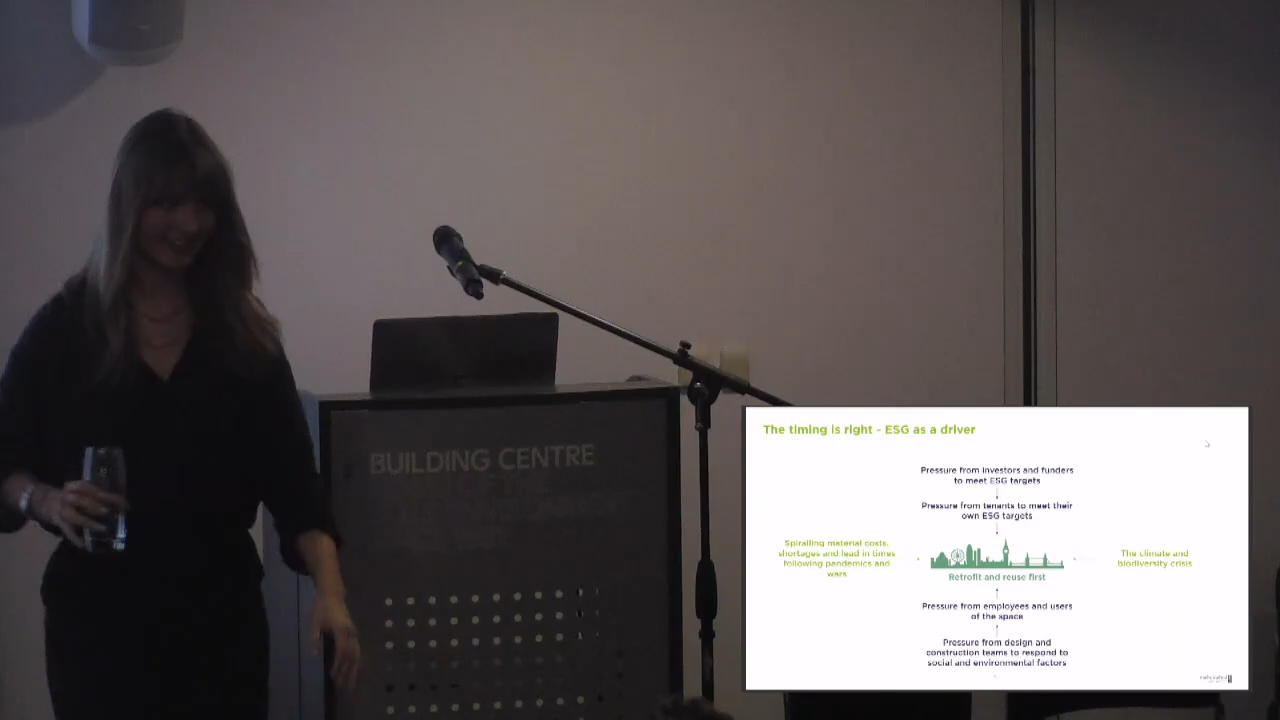 BUILDING CENTRE
The timing is right - ESG as a driver
Pressure from investors and funders
to meet ESG targets
Pressure from tenants to meet their
own ESG targets
Spiralling material costs,
shortages and lead in times
following pandemics and
wars
The climate and
biodiversity crisis
Retrofit and reuse first
Pressure from employees and users
of the space
Pressure from design and
construction teams to respond to
social and environmental factors